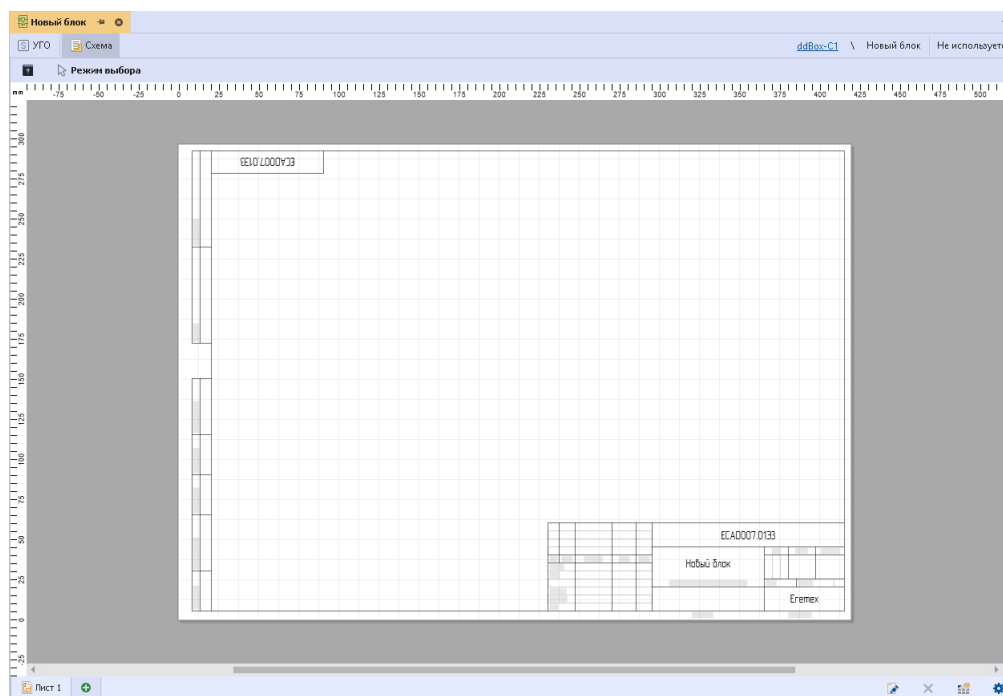 Новый блок
УГО
Схема
ddBox-C1 \ Новый блок Не используетс
Режим выбора
mm -75 -50 -25 0 25 50 75 100 125 150 175 200 225 250 275 300 325 350 375 400 425 450 475 500
300
275
250
225
200
175
150
125
100
75
50
25
0
-25
ECAD007.0133
ECAD007.0133
Новый блок
Eremex
Лист 1